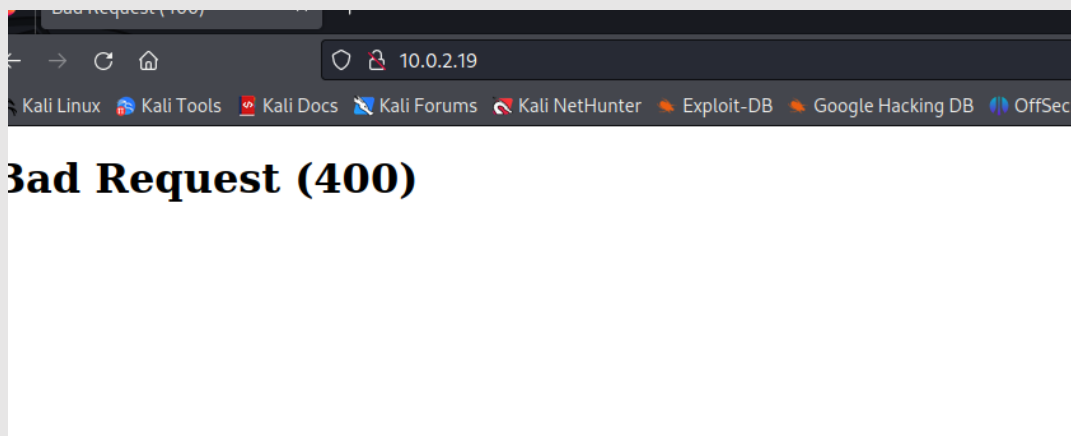 Bad Request (400)
10.0.2.19
Kali Linux Kali Tools Kali Docs Kali Forums Kali NetHunter Exploit-DB Google Hacking DB OffSec
Bad Request (400)